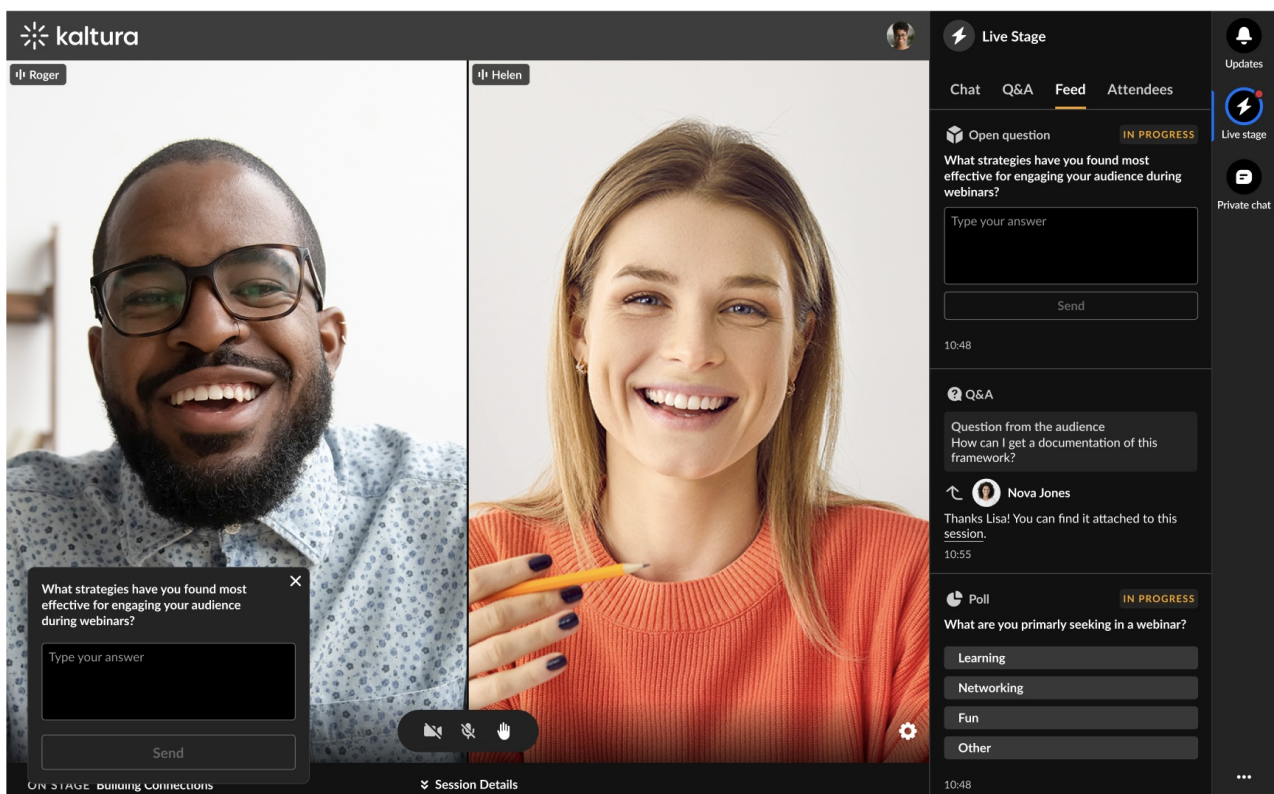 kaltura
Roger
Helen
What strategies have you found most
effective for engaging your audience
during webinars?
Type your answer
Send
ON STAGE Building Connections
Session Details
Live Stage
Chat Q&A Feed Attendees
Open question IN PROGRESS
What strategies have you found most
effective for engaging your audience during
webinars?
Type your answer
Send
10:48
Q&A
Question from the audience
How can I get a documentation of this
framework?
Nova Jones
Thanks Lisa! You can find it attached to this
session.
10:55
Poll IN PROGRESS
What are you primarly seeking in a webinar?
Learning
Networking
Fun
Other
10:48
Updates
Live stage
Private chat